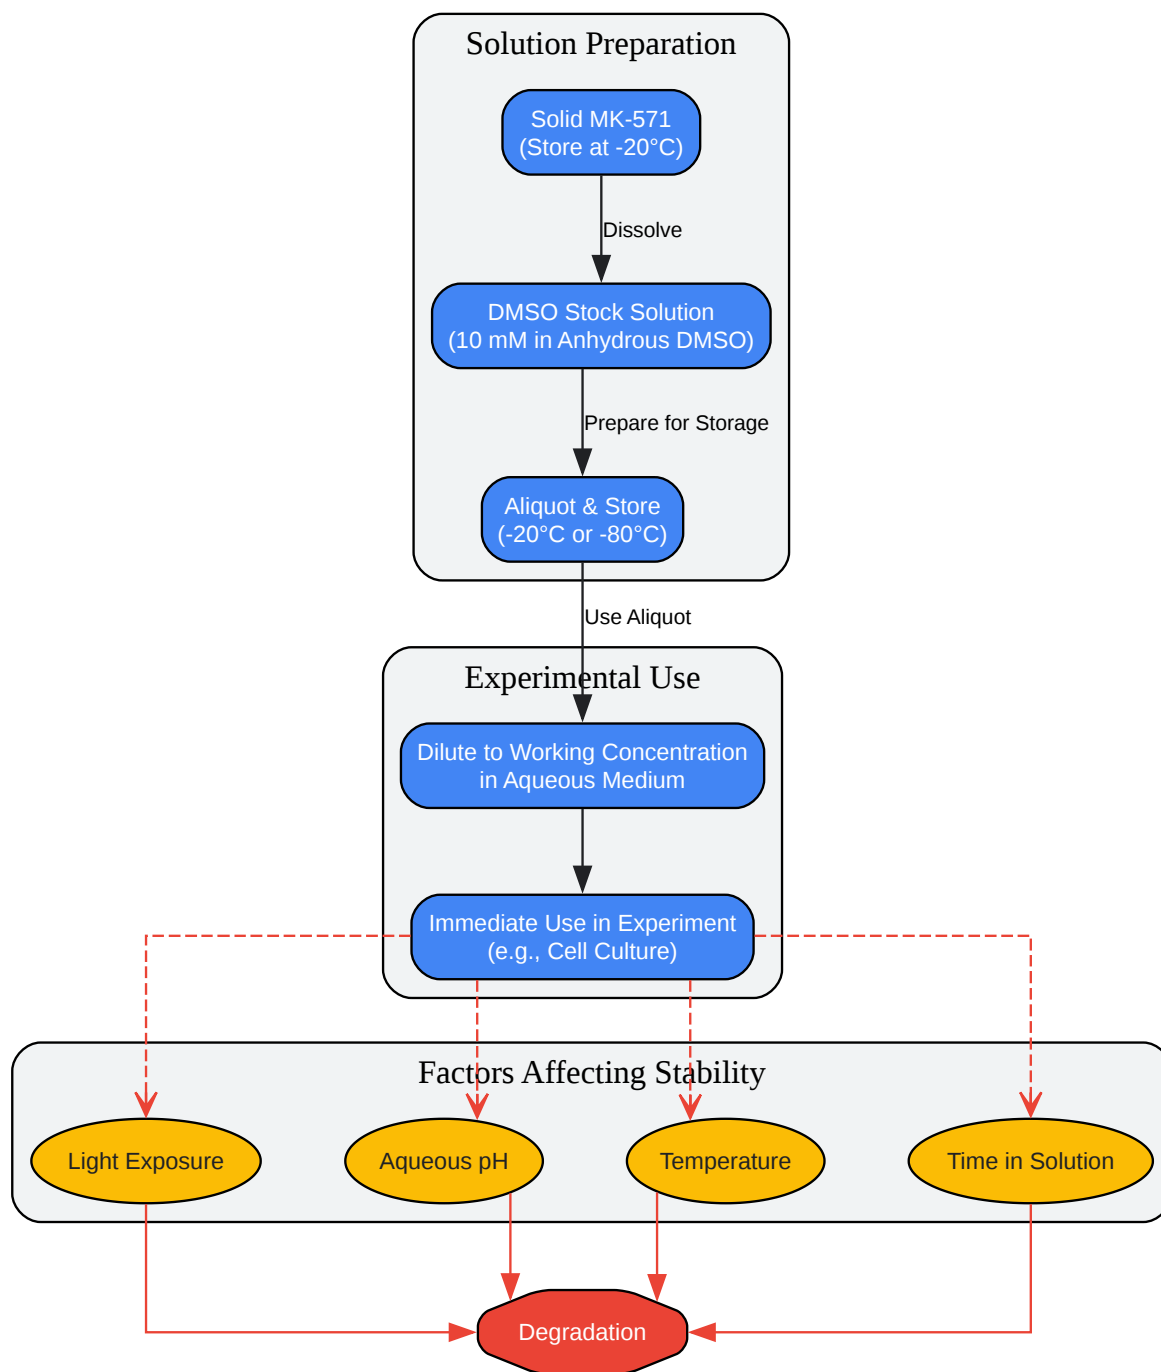 Solution Preparation
Solid MK-571
(Store at -20°C)
Dissolve
DMSO Stock Solution
(10 mM in Anhydrous DMSO)
Prepare for Storage
Aliquot & Store
(-20°C or -80°C)
Use Aliquot
Experimental Use
Dilute to Working Concentration
in Aqueous Medium
Immediate Use in Experiment
(e.g., Cell Culture)
Factors Affecting Stability
Light Exposure
Aqueous pH
Temperature
Time in Solution
Degradation